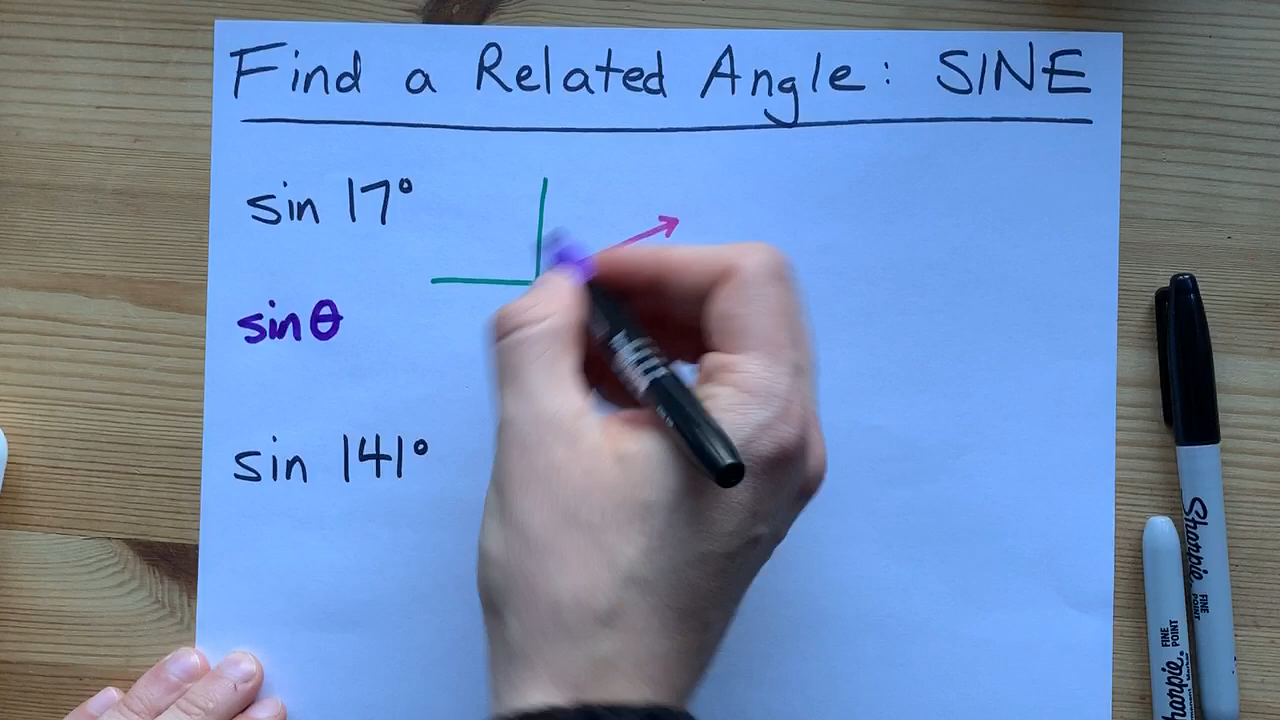 Find a Related Angle: SINE
sin 17°
sinθ
sin 141°
Sharpie
FINE
POINT
Sharpie
FINE
POINT